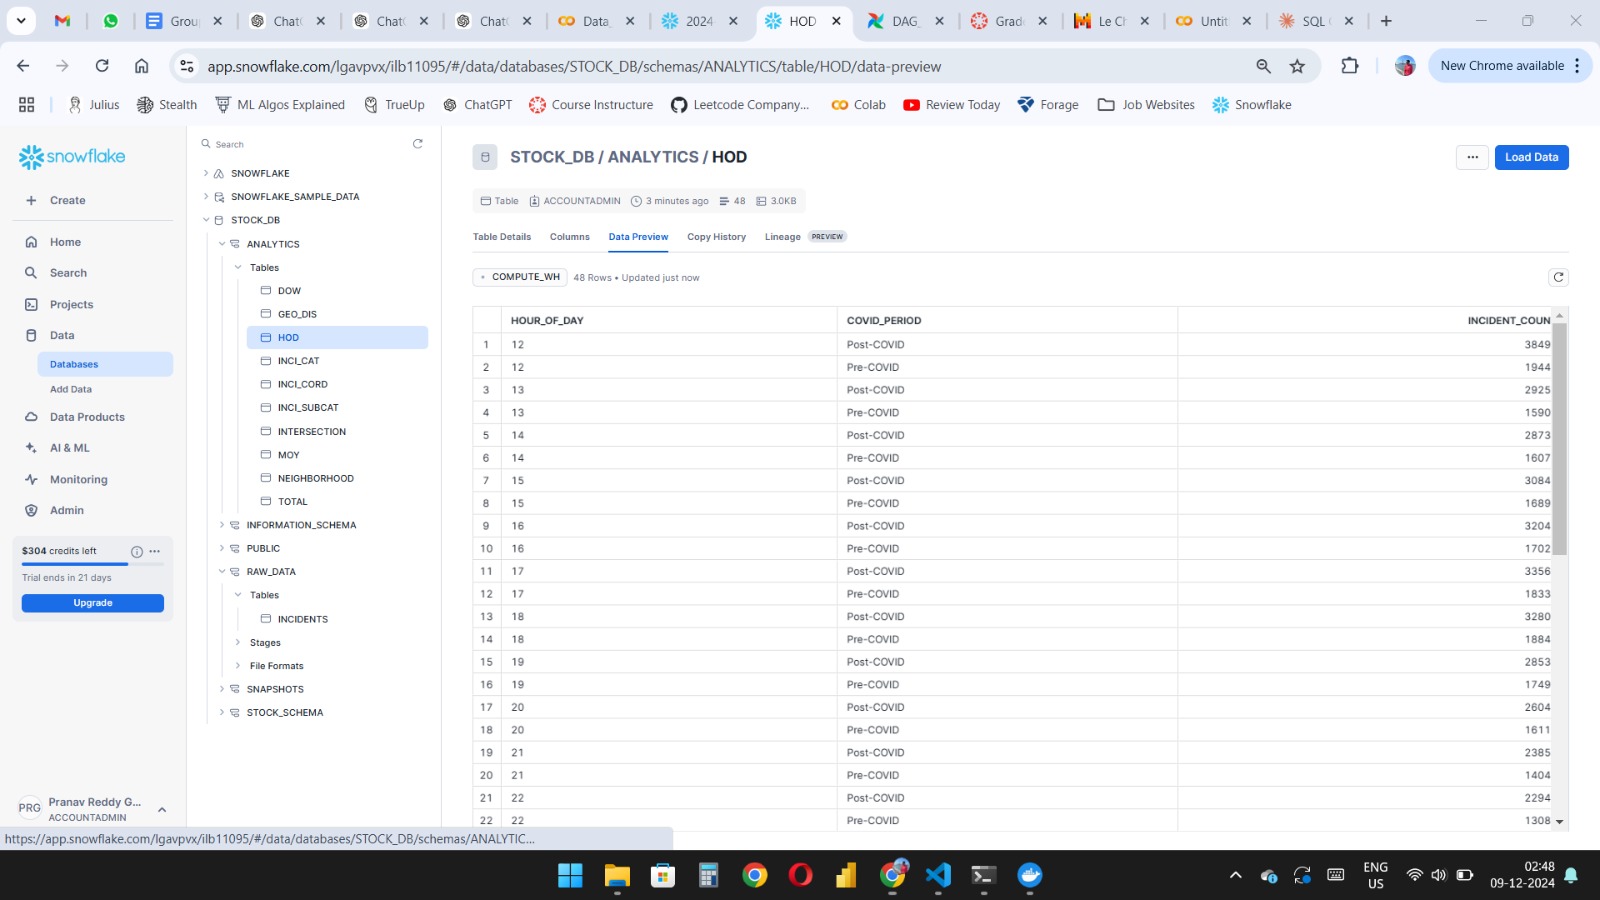 Grou
ChatG
ChatG
ChatG
Data_
2024-
HOD
DAG_
Grade
Le Ch
Untit
SQL
app.snowflake.com/lgavpvx/ilb11095/#/data/databases/STOCK_DB/schemas/ANALYTICS/table/HOD/data-preview
New Chrome available
Julius
Stealth
ML Algos Explained
TrueUp
ChatGPT
Course Instructure
Leetcode Company...
Colab
Review Today
Forage
Job Websites
Snowflake
snowflake
Create
Home
Search
Projects
Data
Databases
Add Data
Data Products
AI & ML
Monitoring
Admin
$304 credits left
Trial ends in 21 days
Upgrade
PRG
Pranav Reddy G...
ACCOUNTADMIN
Search
SNOWFLAKE
SNOWFLAKE_SAMPLE_DATA
STOCK_DB
ANALYTICS
Tables
DOW
GEO_DIS
HOD
INCI_CAT
INCI_CORD
INCI_SUBCAT
INTERSECTION
MOY
NEIGHBORHOOD
TOTAL
INFORMATION_SCHEMA
PUBLIC
RAW_DATA
Tables
INCIDENTS
Stages
File Formats
SNAPSHOTS
STOCK_SCHEMA
STOCK_DB / ANALYTICS / HOD
Load Data
Table ACCOUNTADMIN 3 minutes ago 48 3.0KB
Table Details Columns Data Preview Copy History Lineage PREVIEW
COMPUTE_WH 48 Rows • Updated just now
HOUR_OF_DAY COVID_PERIOD INCIDENT_COUN
1 12 Post-COVID 3849
2 12 Pre-COVID 1944
3 13 Post-COVID 2925
4 13 Pre-COVID 1590
5 14 Post-COVID 2873
6 14 Pre-COVID 1607
7 15 Post-COVID 3084
8 15 Pre-COVID 1689
9 16 Post-COVID 3204
10 16 Pre-COVID 1702
11 17 Post-COVID 3356
12 17 Pre-COVID 1833
13 18 Post-COVID 3280
14 18 Pre-COVID 1884
15 19 Post-COVID 2853
16 19 Pre-COVID 1749
17 20 Post-COVID 2604
18 20 Pre-COVID 1611
19 21 Post-COVID 2385
20 21 Pre-COVID 1404
21 22 Post-COVID 2294
22 22 Pre-COVID 1308
https://app.snowflake.com/lgavpvx/ilb11095/#/data/databases/STOCK_DB/schemas/ANALYTIC...
ENG
US
02:48
09-12-2024